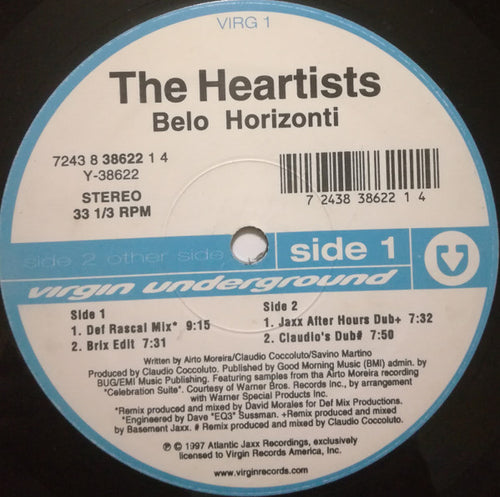 VIRG 1
The Heartists
Belo Horizonti
7243 8 38622 1 4
Y-38622
STEREO
33 1/3 RPM
7 24383 86221 4
side 2 other side
side 1
virgin underground
Side 1
1. Def Rascal Mix* 9:15
2. Brix Edit 7:31
Side 2
1. Jaxx After Hours Dub+ 7:32
2. Claudio's Dub# 7:50
Written by Airto Moreira/Claudio Coccoluto/Savino Martino
Produced by Claudio Coccoluto. Published by Good Morning Music (BMI) admin. by
BUG/EMI Music Publishing. Featuring samples from tha Airto Moreira recording
"Celebration Suite". Courtesy of Warner Bros. Records Inc., by arrangement
with Warner Special Products Inc.
*Remix produced and mixed by David Morales for Def Mix Productions.
*Engineered by Dave "EQ3" Sussman. +Remix produced and mixed
by Basement Jaxx. # Remix produced and mixed by Claudio Coccoluto.
℗ © 1997 Atlantic Jaxx Recordings, exclusively
licensed to Virgin Records America, Inc.
www.virginrecords.com